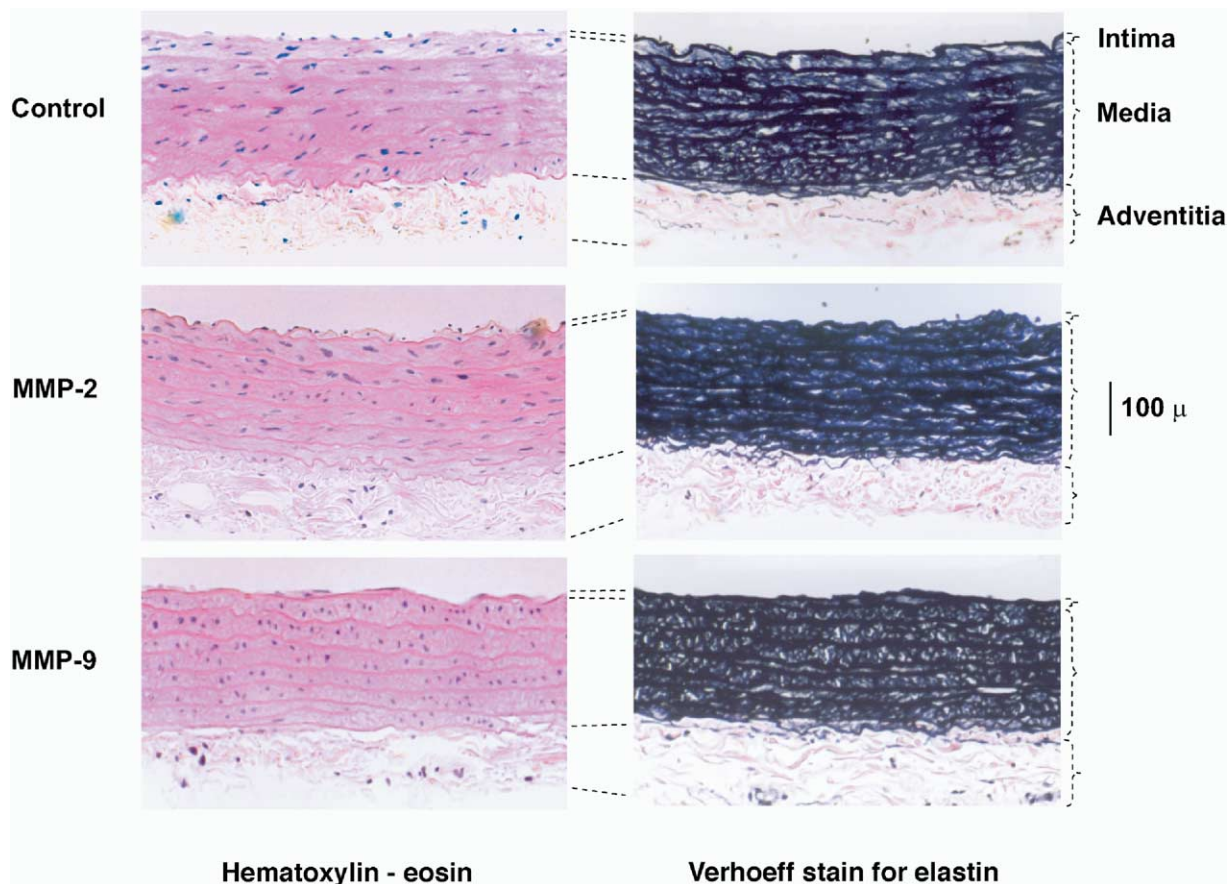 Control
Intima
Media
Adventitia
MMP-2
100 μ
MMP-9
Hematoxylin - eosin
Verhoeff stain for elastin